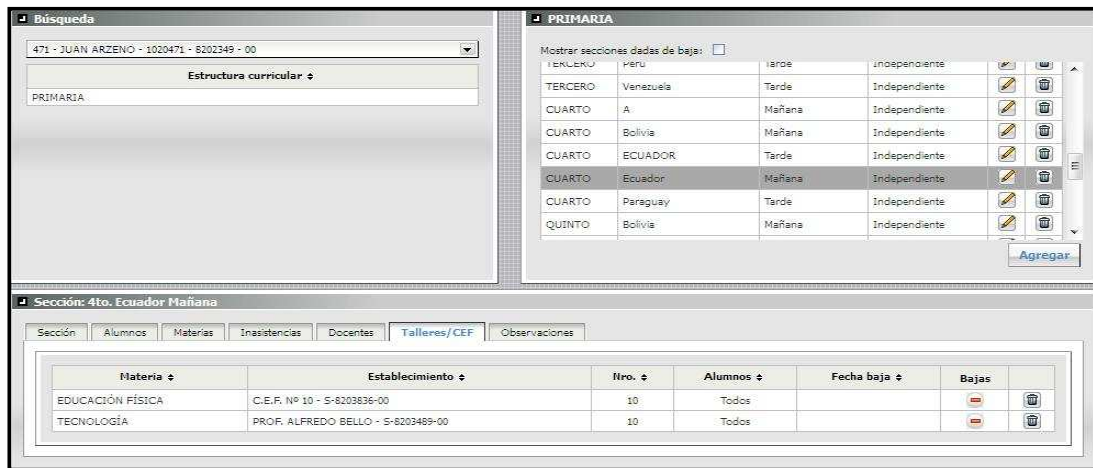 Búsqueda
471 - JUAN ARZENO - 1020471 - 8202349 - 00
Estructura curricular
PRIMARIA
PRIMARIA
Mostrar secciones dadas de baja:
TERCERO Perú Tarde Independiente
TERCERO Venezuela Tarde Independiente
CUARTO A Mañana Independiente
CUARTO Bolivia Mañana Independiente
CUARTO ECUADOR Tarde Independiente
CUARTO Ecuador Mañana Independiente
CUARTO Paraguay Tarde Independiente
QUINTO Bolivia Mañana Independiente
Agregar
Sección: 4to. Ecuador Mañana
Sección Alumnos Materias Inasistencias Docentes Talleres/CEF Observaciones
Materia Establecimiento Nro. Alumnos Fecha baja Bajas
EDUCACIÓN FÍSICA C.E.F. Nº 10 - S-8203836-00 10 Todos
TECNOLOGÍA PROF. ALFREDO BELLO - S-8203489-00 10 Todos